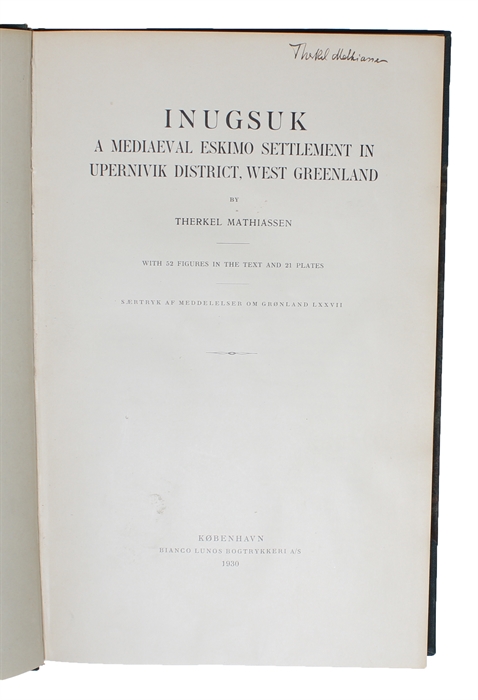 Therkel Mathiassen
INUGSUK
A MEDIAEVAL ESKIMO SETTLEMENT IN
UPERNIVIK DISTRICT, WEST GREENLAND
BY
THERKEL MATHIASSEN
WITH 52 FIGURES IN THE TEXT AND 21 PLATES
SÆRTRYK AF MEDDELELSER OM GRØNLAND LXXVII
KØBENHAVN
BIANCO LUNOS BOGTRYKKERI A/S
1930